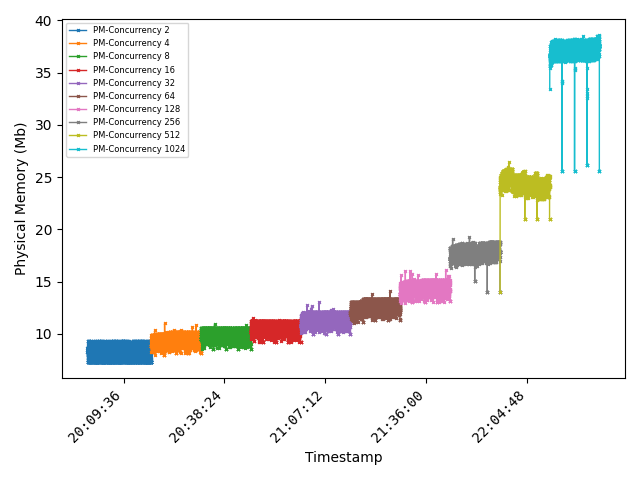 40
35
30
25
20
15
10
Physical Memory (Mb)
PM-Concurrency 2
PM-Concurrency 4
PM-Concurrency 8
PM-Concurrency 16
PM-Concurrency 32
PM-Concurrency 64
PM-Concurrency 128
PM-Concurrency 256
PM-Concurrency 512
PM-Concurrency 1024
20:09:36
20:38:24
21:07:12
21:36:00
22:04:48
Timestamp